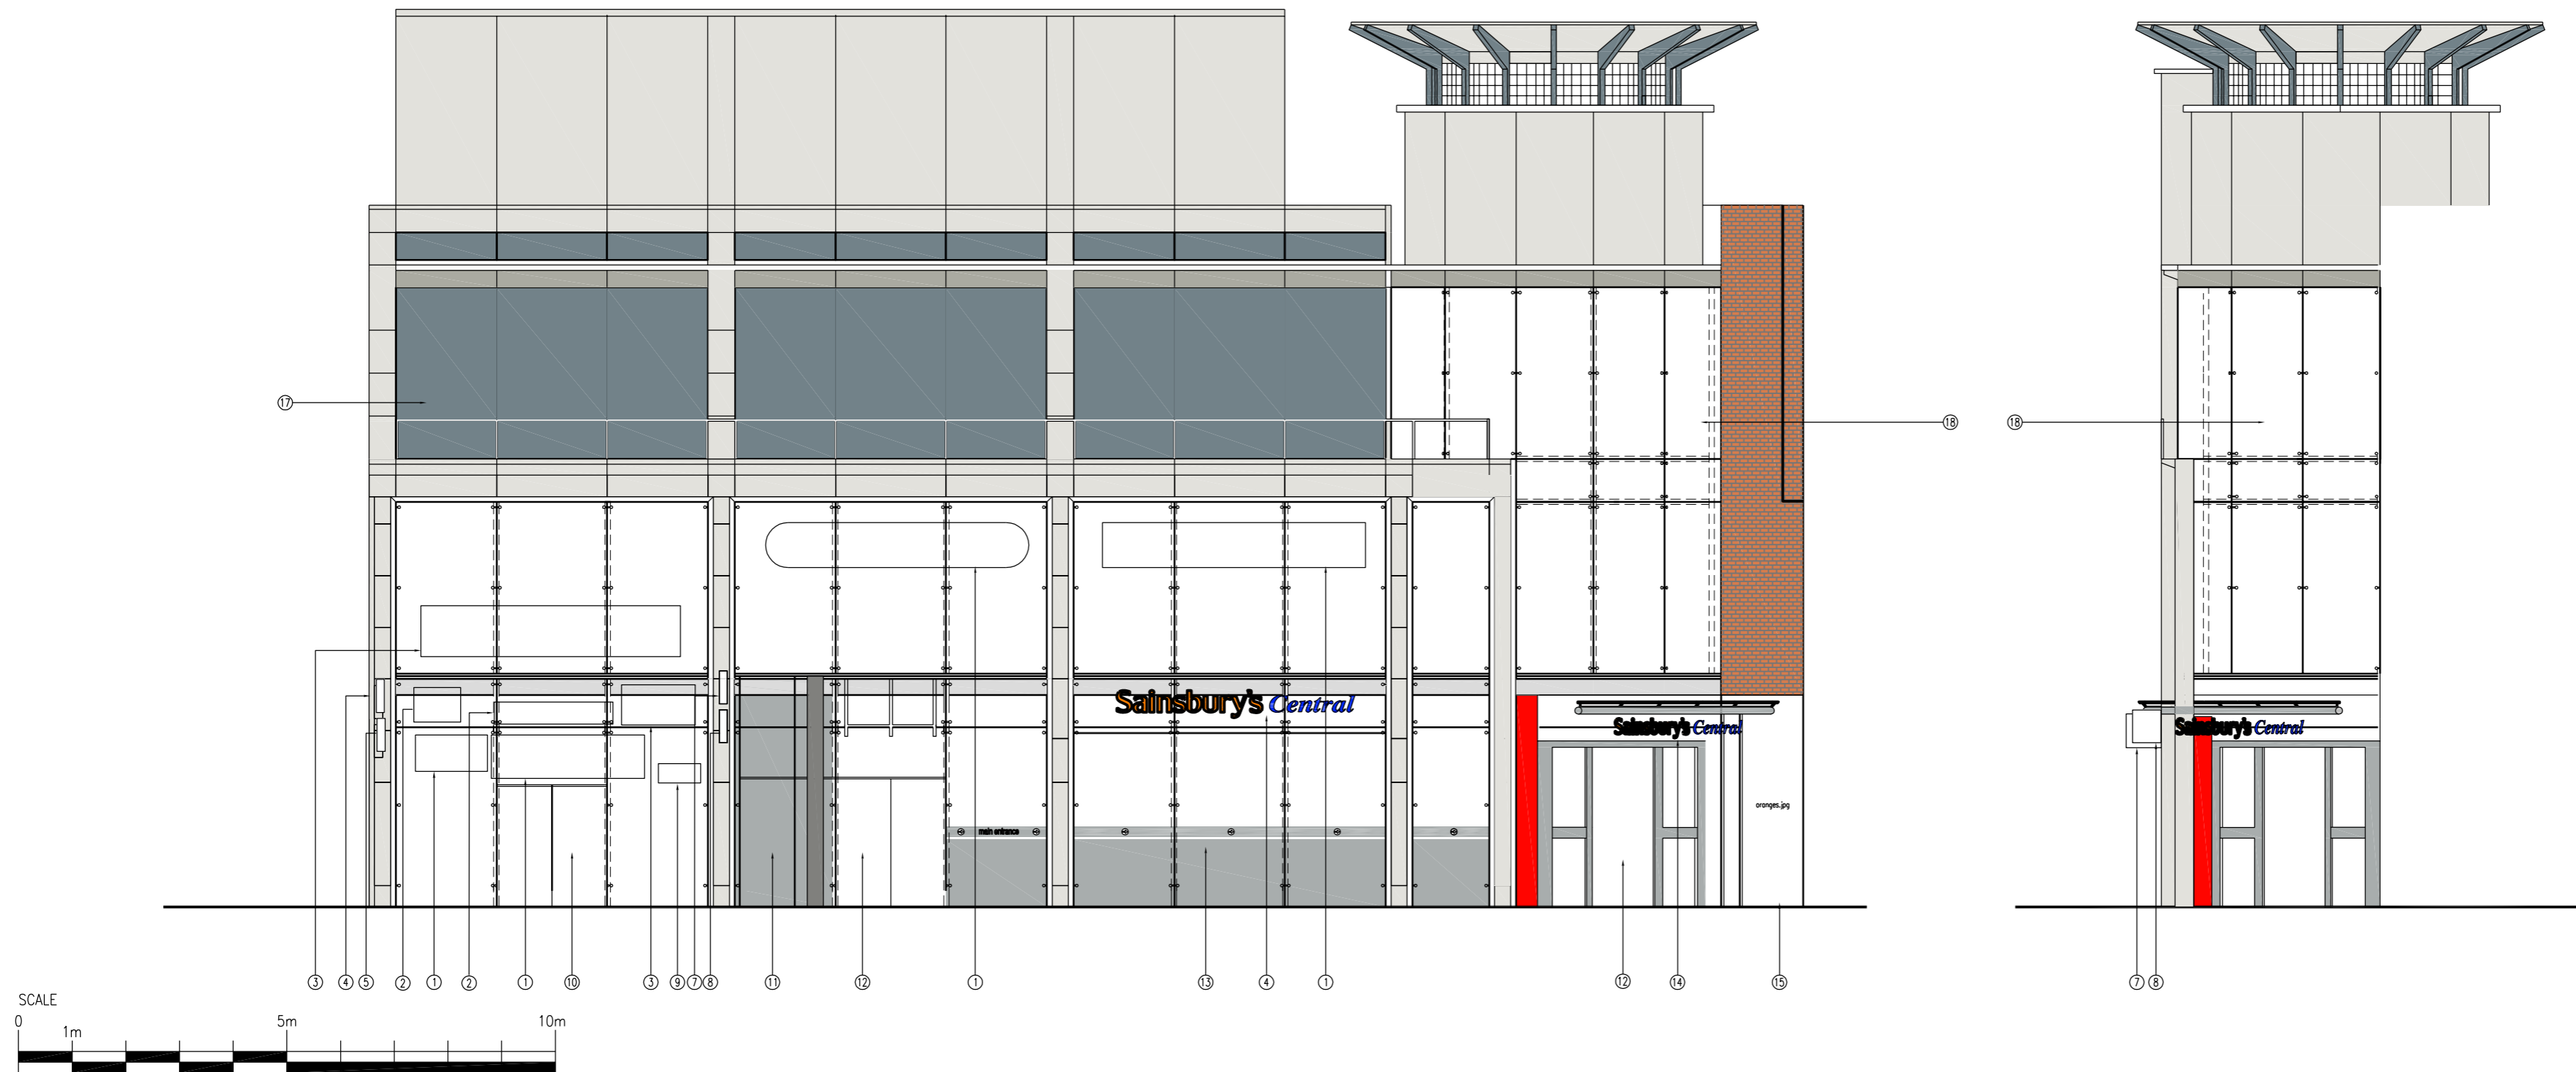 17
18
18
Sainsbury's Central
Sainsbury's Central
Sainsbury's Central
oranges.jpg
main entrance
3 4 5 2 1 2 1 10 3 9 7 8 11 12 1 13 4 1 12 14 15 7 8
SCALE
0 1m 5m 10m